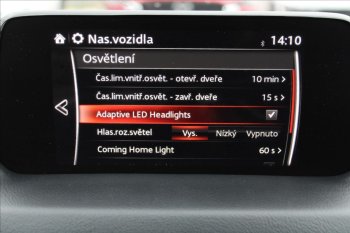 Nas.vozidla 14:10
Osvětlení
Čas.lim.vnitř.osvět. - otevř. dveře 10 min
Čas.lim.vnitř.osvět. - zavř. dveře 15 s
Adaptive LED Headlights
Hlas.roz.světel Vys. Nízký Vypnuto
Coming Home Light 60 s